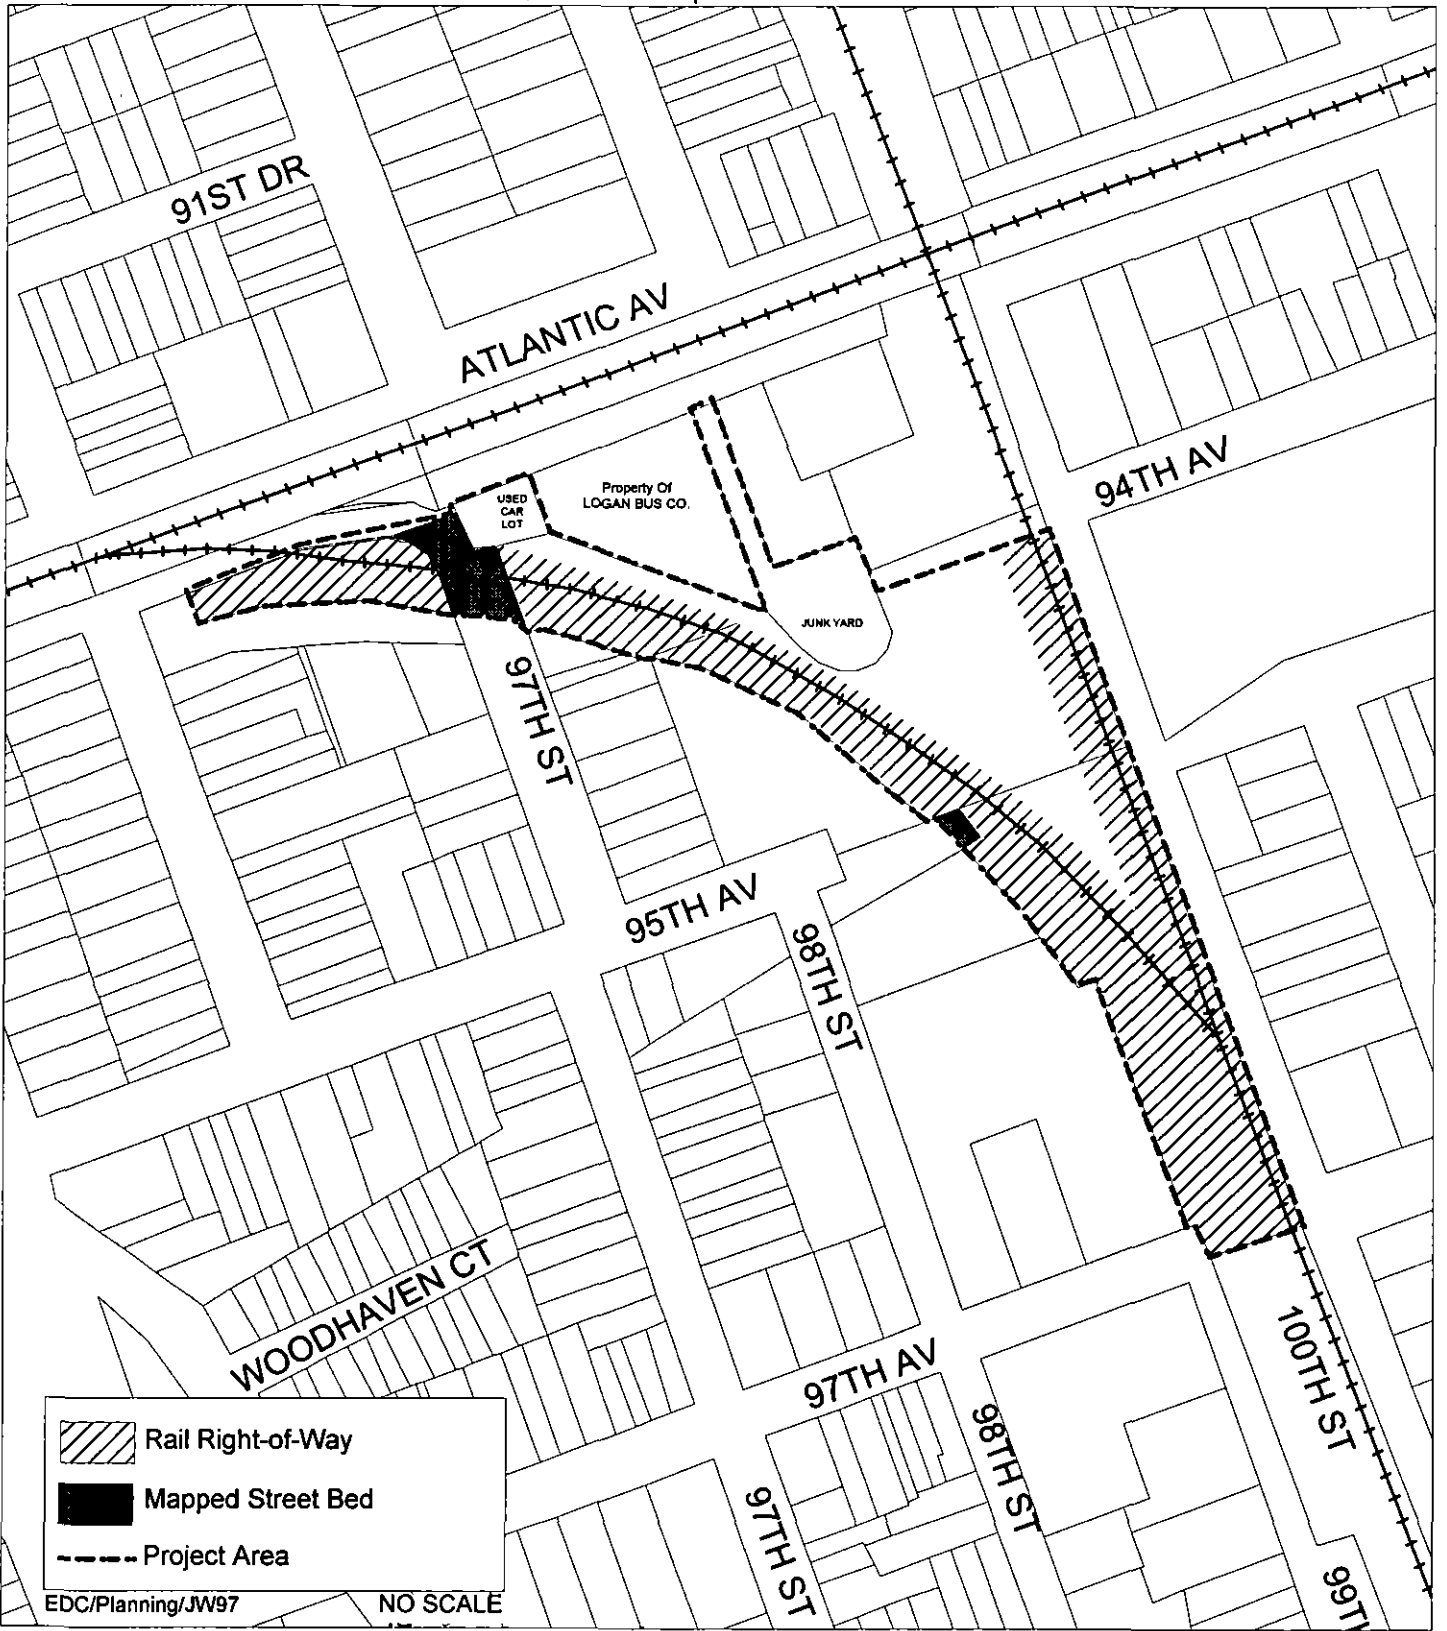 91ST DR
ATLANTIC AV
94TH AV
USED
CAR
LOT
Property Of
LOGAN BUS CO.
JUNK YARD
97TH ST
95TH AV
98TH ST
WOODHAVEN CT
97TH AV
100TH ST
98TH ST
97TH ST
99TH
Rail Right-of-Way
Mapped Street Bed
Project Area
EDC/Planning/JW97
NO SCALE